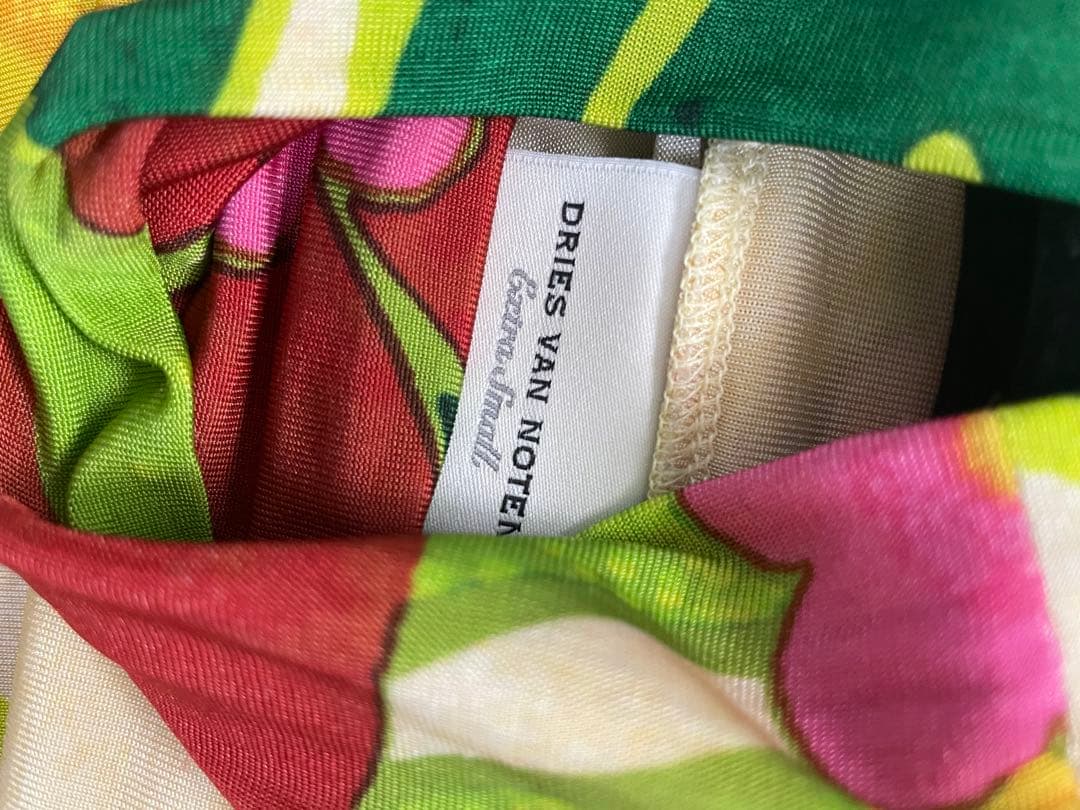 DRIES VAN NOTEN
Extra Small.